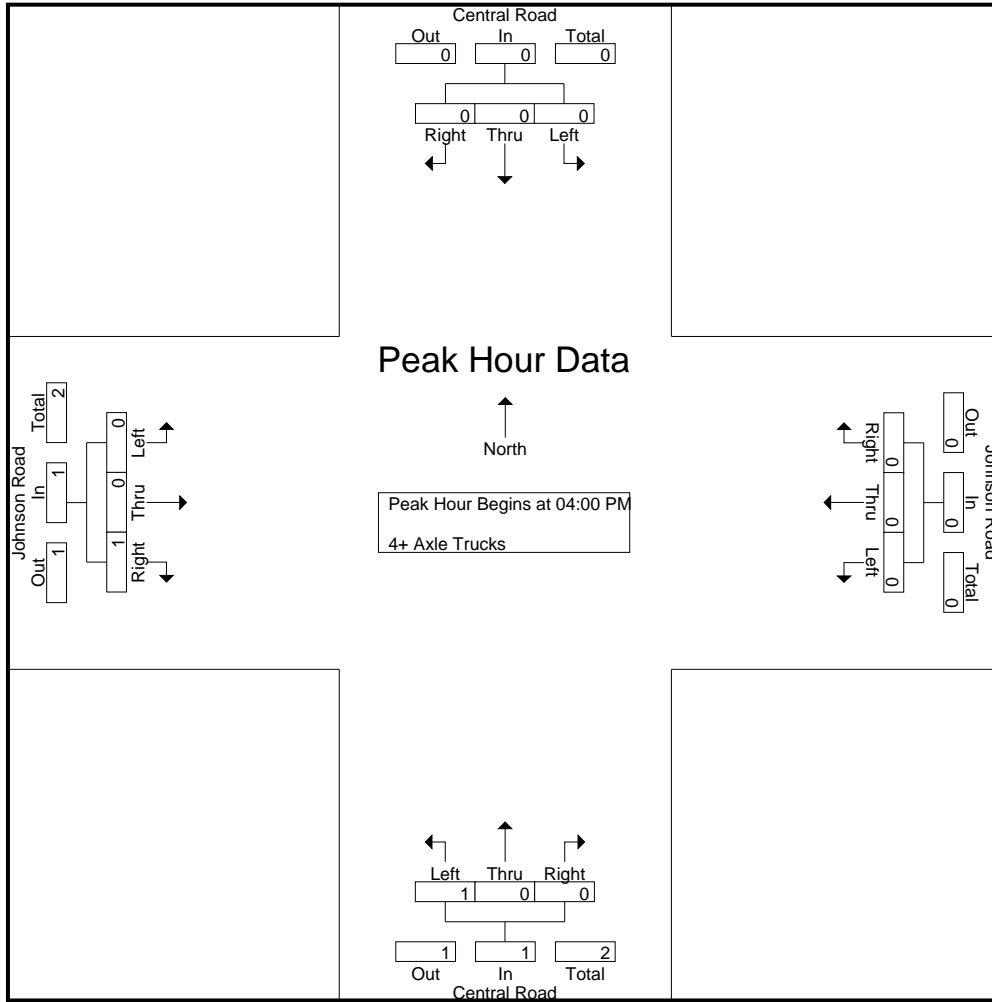 Central Road
Out In Total
0 0 0
0 0 0
Right Thru Left
Peak Hour Data
North
Peak Hour Begins at 04:00 PM
4+ Axle Trucks
Johnson Road
Out In Total
1 1 2
1 0 0
Right Thru Left
Johnson Road
Out In Total
0 0 0
0 0 0
Right Thru Left
Left Thru Right
1 0 0
1 1 2
Out In Total
Central Road